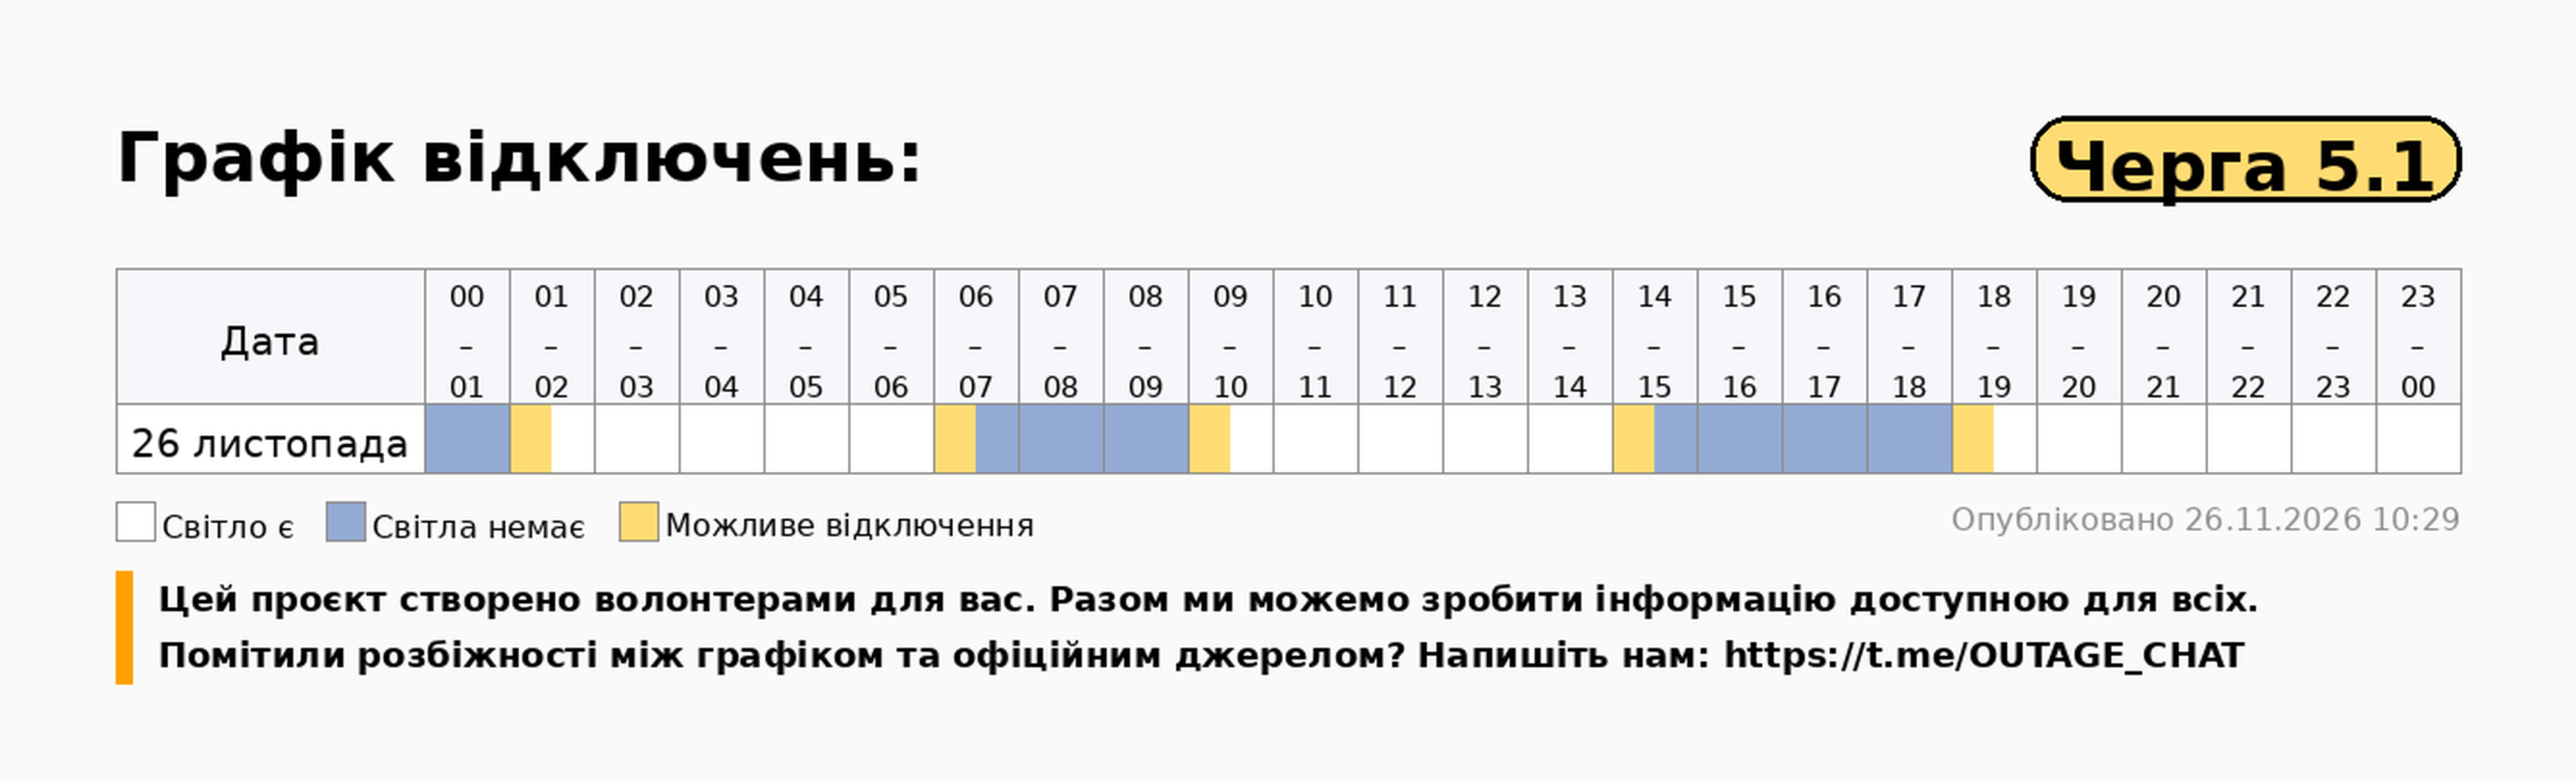 Графік відключень:
Черга 5.1
Дата 00 – 01 01 – 02 02 – 03 03 – 04 04 – 05 05 – 06 06 – 07 07 – 08 08 – 09 09 – 10 10 – 11 11 – 12 12 – 13 13 – 14 14 – 15 15 – 16 16 – 17 17 – 18 18 – 19 19 – 20 20 – 21 21 – 22 22 – 23 23 – 00
26 листопада
Світло є Світла немає Можливе відключення
Опубліковано 26.11.2026 10:29
Цей проєкт створено волонтерами для вас. Разом ми можемо зробити інформацію доступною для всіх.
Помітили розбіжності між графіком та офіційним джерелом? Напишіть нам: https://t.me/OUTAGE_CHAT